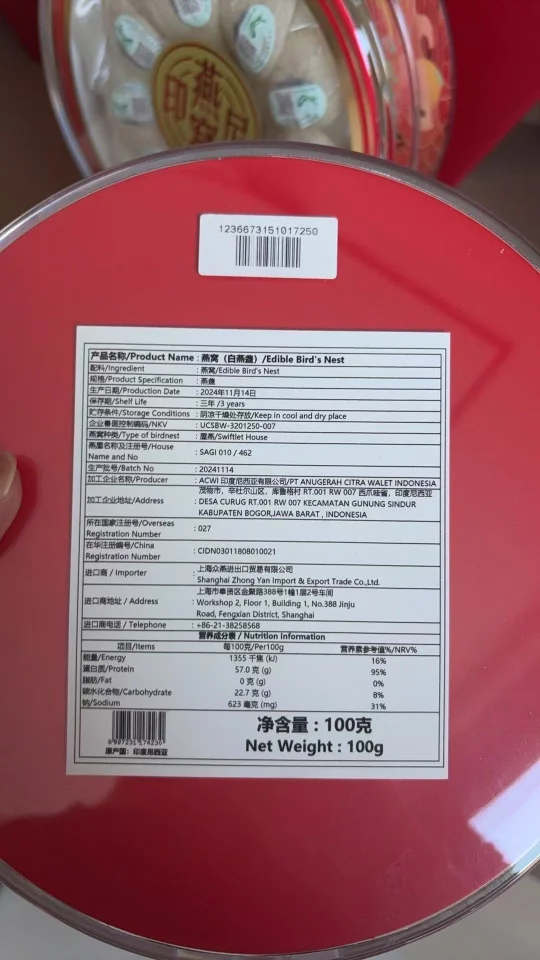 燕
印
窝
尼
1236673151017250
产品名称/Product Name : 燕窝（白燕盏）/Edible Bird's Nest
配料/Ingredient : 燕窝/Edible Bird's Nest
规格/Product Specification : 燕盏
生产日期/Production Date : 2024年11月14日
保存期/Shelf Life : 三年 /3 years
贮存条件/Storage Conditions : 阴凉干燥处存放/Keep in cool and dry place
企业兽医控制编码/NKV : UCSBW-3201250-007
燕窝种类/Type of birdnest : 屋燕/Swiftlet House
燕屋名称及注册号/House
Name and No : SAGI 010 / 462
生产批号/Batch No : 20241114
加工企业名称/Producer : ACWI 印度尼西亚有限公司/PT ANUGERAH CITRA WALET INDONESIA
茂物市，辛杜尔山区，库鲁格村 RT.001 RW 007 西爪哇省，印度尼西亚
加工企业地址/Address : DESA CURUG RT.001 RW 007 KECAMATAN GUNUNG SINDUR
KABUPATEN BOGOR,JAWA BARAT , INDONESIA
所在国家注册号/Overseas
Registration Number : 027
在华注册编号/China
Registration Number : CIDN03011808010021
进口商 / Importer : 上海众燕进出口贸易有限公司
Shanghai Zhong Yan Import & Export Trade Co.,Ltd.
上海市奉贤区金聚路388号1幢1层2号车间
进口商地址 / Address : Workshop 2, Floor 1, Building 1, No.388 Jinju
Road, Fengxian District, Shanghai
进口商电话 / Telephone : +86-21-38258568
营养成分表 / Nutrition Information
项目/Items 每100克/Per100g 营养素参考值%/NRV%
能量/Energy 1355 千焦 (kJ) 16%
蛋白质/Protein 57.0 克 (g) 95%
脂肪/Fat 0 克 (g) 0%
碳水化合物/Carbohydrate 22.7 克 (g) 8%
钠/Sodium 623 毫克 (mg) 31%
净含量 : 100克
Net Weight : 100g
8 997231 174230
原产国：印度尼西亚